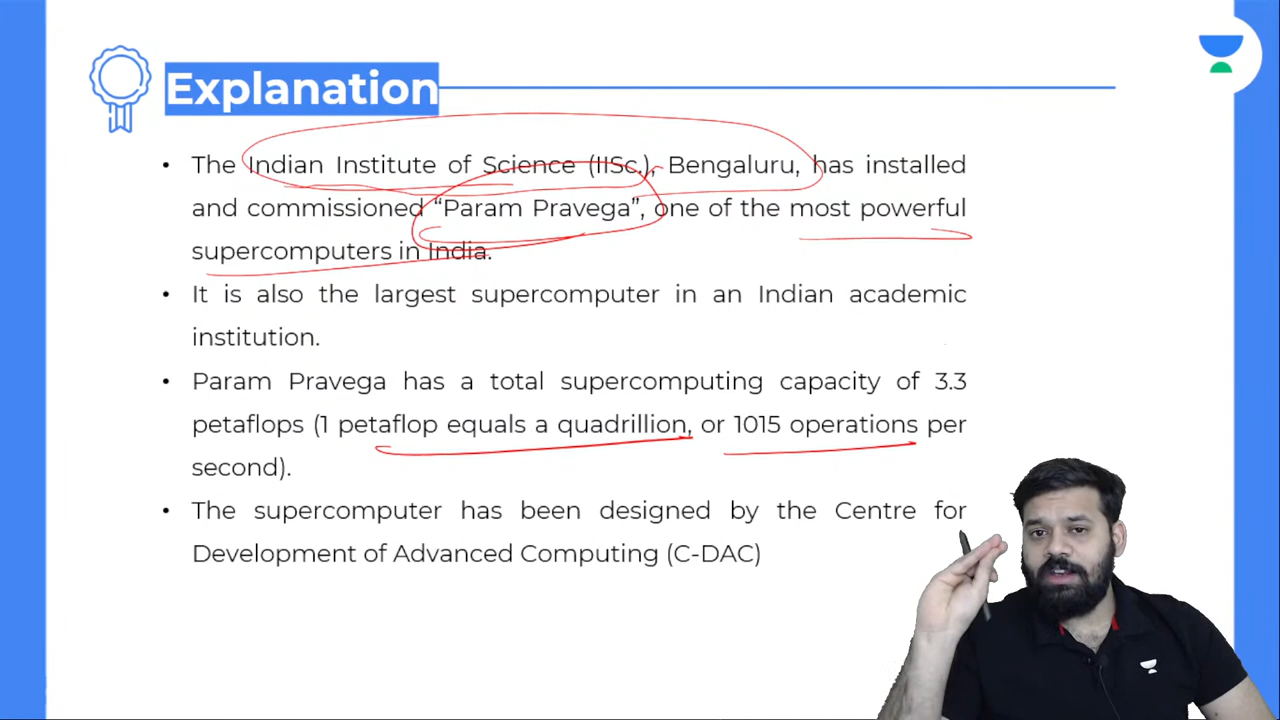 Explanation
• The Indian Institute of Science (IISc.), Bengaluru, has installed
and commissioned “Param Pravega”, one of the most powerful
supercomputers in India.
• It is also the largest supercomputer in an Indian academic
institution.
• Param Pravega has a total supercomputing capacity of 3.3
petaflops (1 petaflop equals a quadrillion, or 1015 operations per
second).
• The supercomputer has been designed by the Centre for
Development of Advanced Computing (C-DAC)